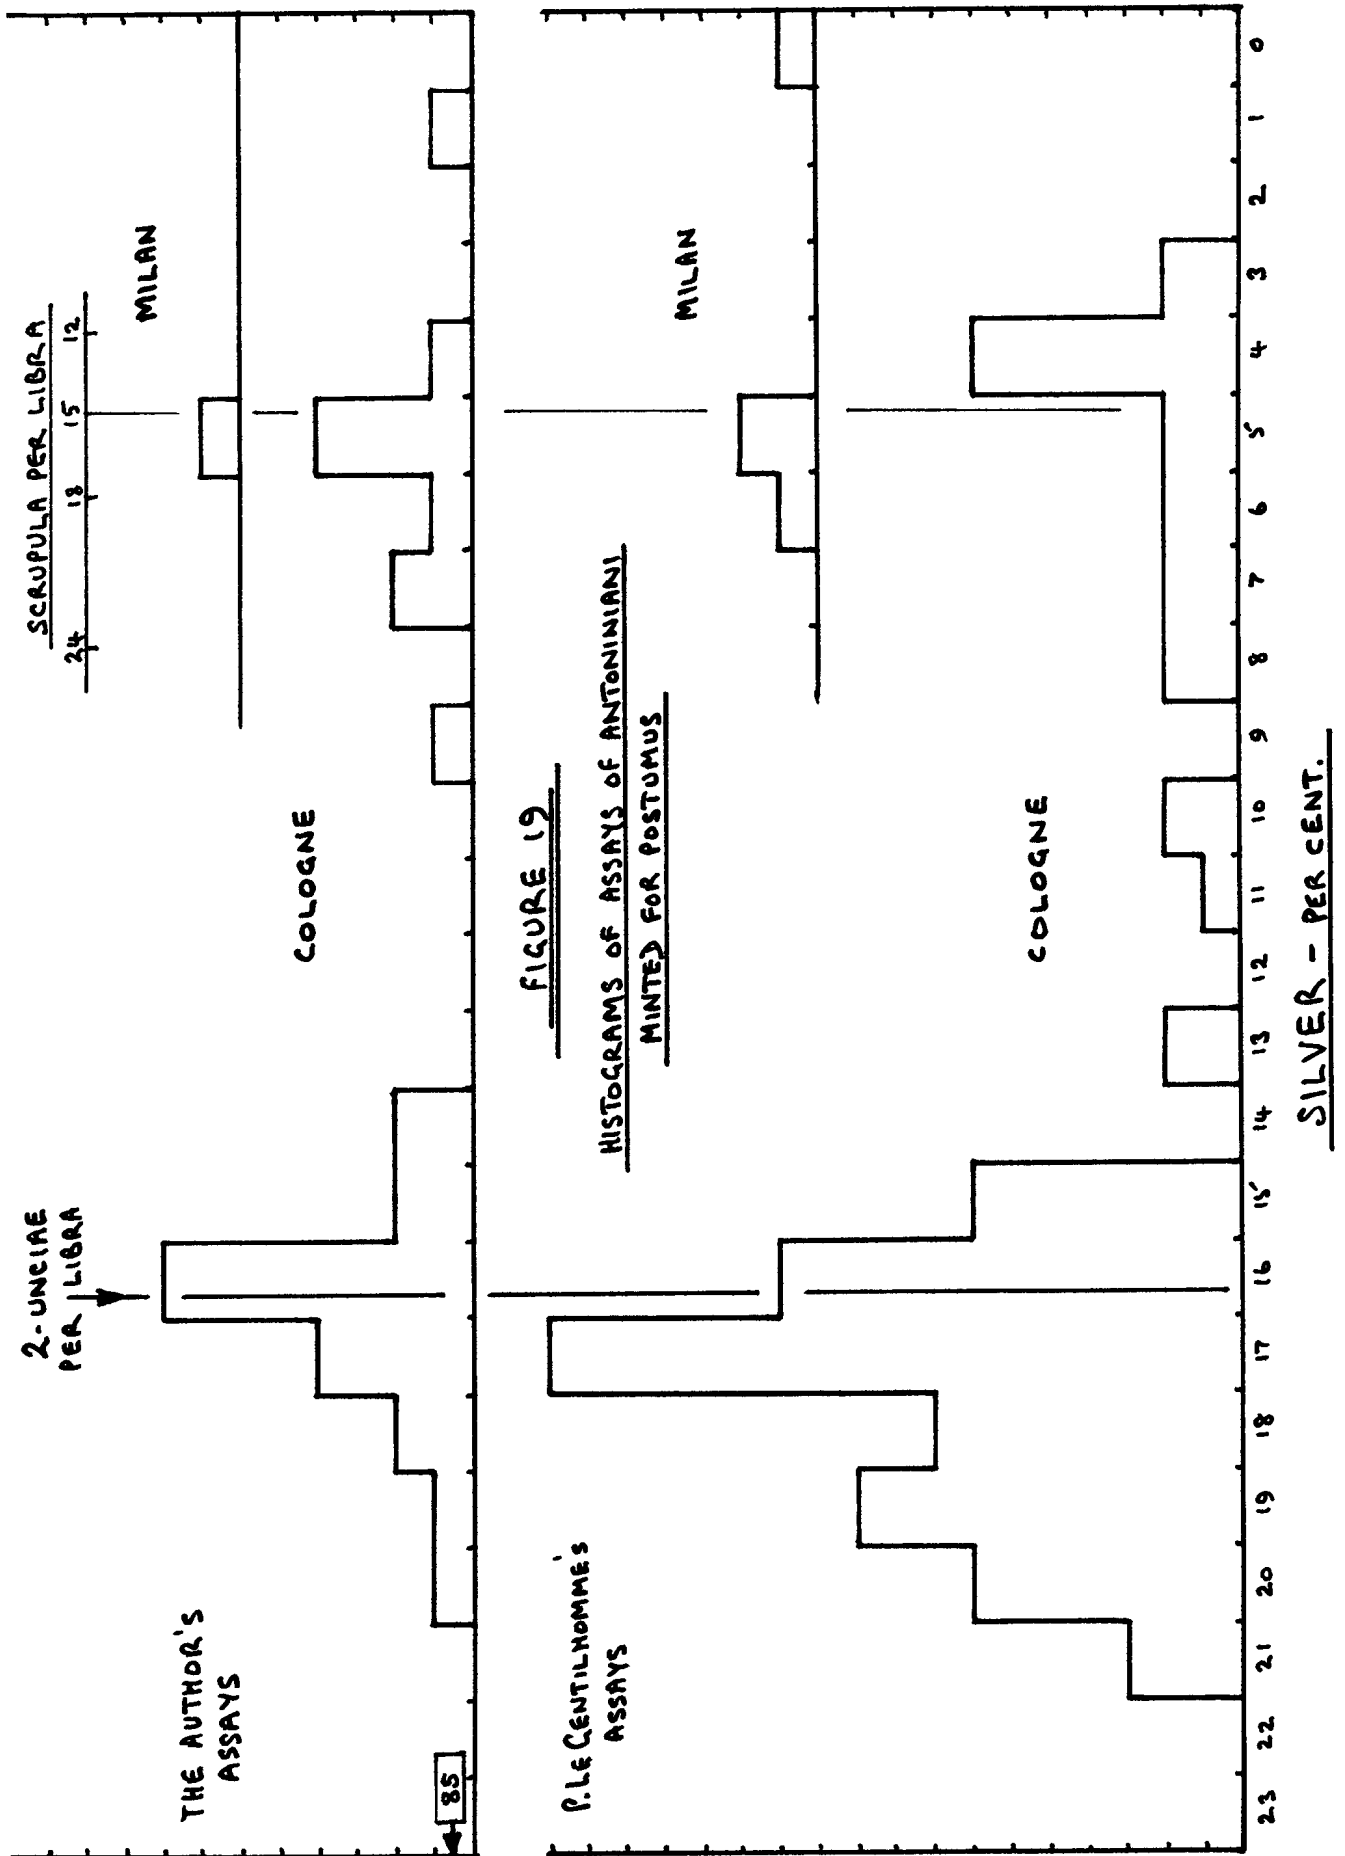 SCRUPULA PER LIBRA
24 18 15 12
2-UNCIAE
PER LIBRA
MILAN
COLOGNE
THE AUTHOR'S
ASSAYS
85
FIGURE 19
HISTOGRAMS OF ASSAYS OF ANTONINIANI
MINTED FOR POSTUMUS
MILAN
P. LE GENTILHOMME'S
ASSAYS
COLOGNE
23 22 21 20 19 18 17 16 15 14 13 12 11 10 9 8 7 6 5 4 3 2 1 0
SILVER - PER CENT.